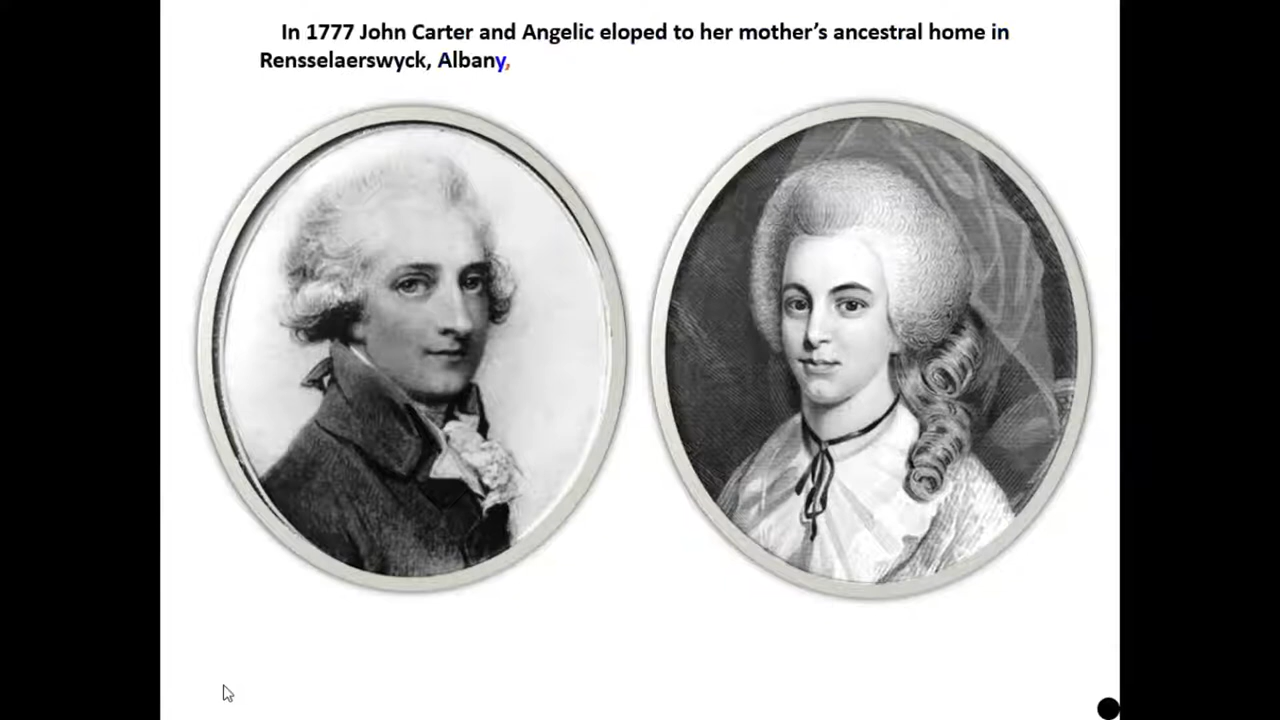 In 1777 John Carter and Angelic eloped to her mother’s ancestral home in
Rensselaerswyck, Albany,